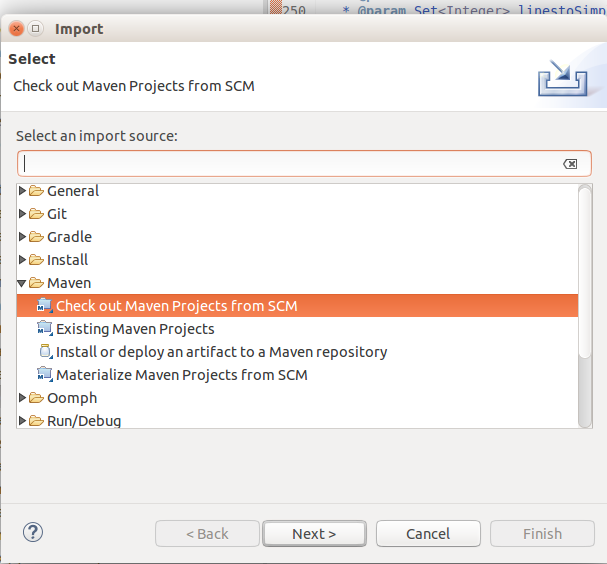 250 * @param Set<Integer> linestoSimp
Import
Select
Check out Maven Projects from SCM
Select an import source:
General
Git
Gradle
Install
Maven
Check out Maven Projects from SCM
Existing Maven Projects
Install or deploy an artifact to a Maven repository
Materialize Maven Projects from SCM
Oomph
Run/Debug
< Back
Next >
Cancel
Finish